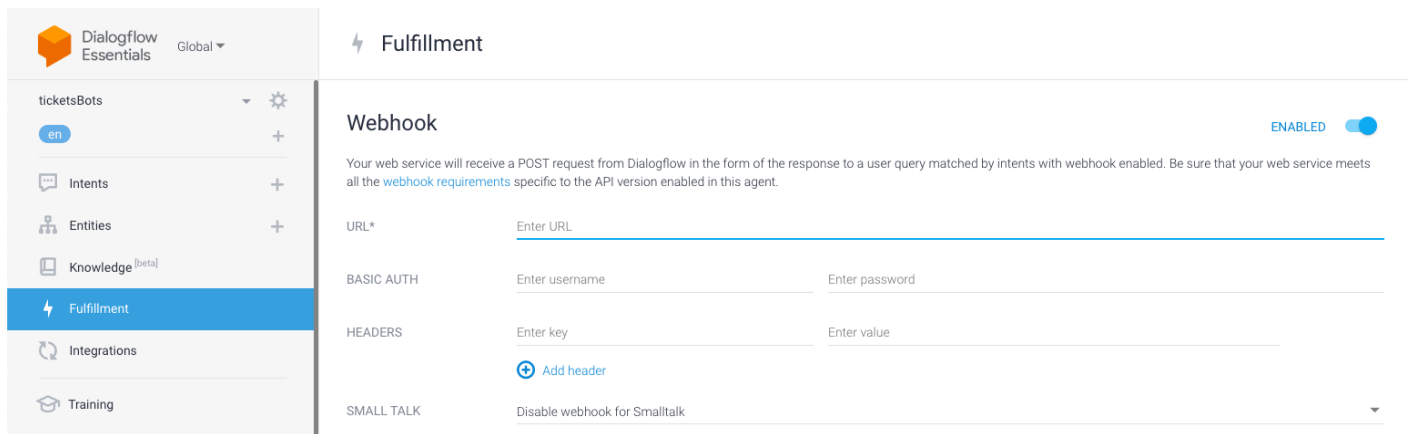 Dialogflow
Essentials
Global
Fulfillment
ticketsBots
en
Intents
Entities
Knowledge [beta]
Fulfillment
Integrations
Training
Webhook
ENABLED
Your web service will receive a POST request from Dialogflow in the form of the response to a user query matched by intents with webhook enabled. Be sure that your web service meets
all the webhook requirements specific to the API version enabled in this agent.
URL*
Enter URL
BASIC AUTH
Enter username
Enter password
HEADERS
Enter key
Enter value
Add header
SMALL TALK
Disable webhook for Smalltalk